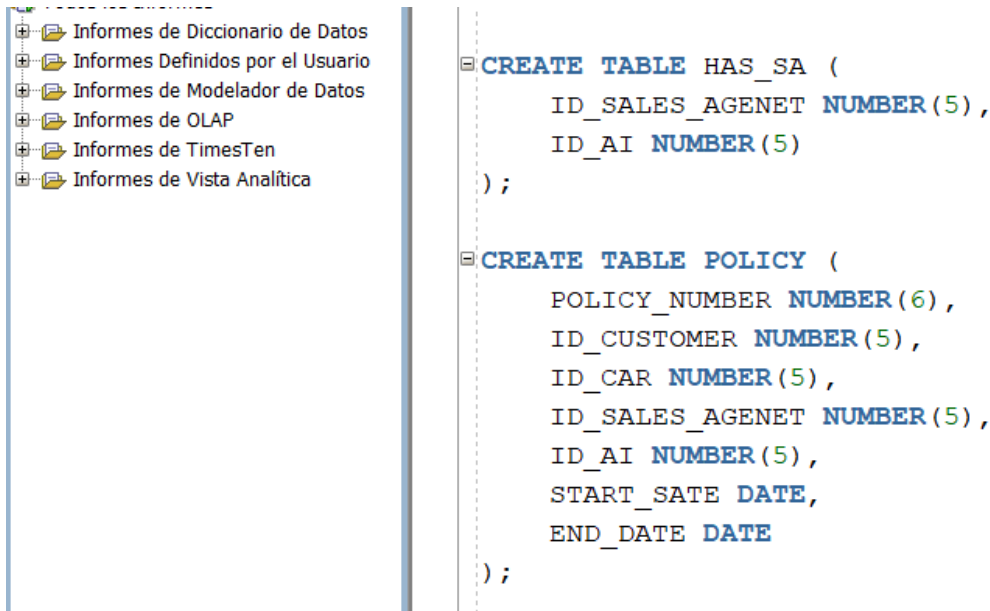 Informes de Diccionario de Datos
Informes Definidos por el Usuario
Informes de Modelador de Datos
Informes de OLAP
Informes de TimesTen
Informes de Vista Analítica
CREATE TABLE HAS_SA (
ID_SALES_AGENET NUMBER(5),
ID_AI NUMBER(5)
);
CREATE TABLE POLICY (
POLICY_NUMBER NUMBER(6),
ID_CUSTOMER NUMBER(5),
ID_CAR NUMBER(5),
ID_SALES_AGENET NUMBER(5),
ID_AI NUMBER(5),
START_SATE DATE,
END_DATE DATE
);